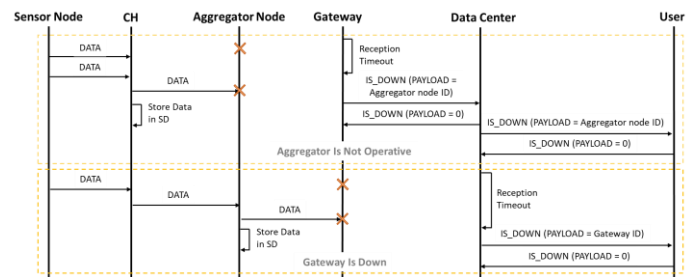 Sensor Node CH Aggregator Node Gateway Data Center User
DATA
DATA
DATA
Reception
Timeout
IS_DOWN (PAYLOAD =
Aggregator node ID)
Store Data
in SD
IS_DOWN (PAYLOAD = 0)
IS_DOWN (PAYLOAD = Aggregator node ID)
IS_DOWN (PAYLOAD = 0)
Aggregator Is Not Operative
DATA
DATA
DATA
Reception
Timeout
Store Data
in SD
IS_DOWN (PAYLOAD = Gateway ID)
IS_DOWN (PAYLOAD = 0)
Gateway Is Down